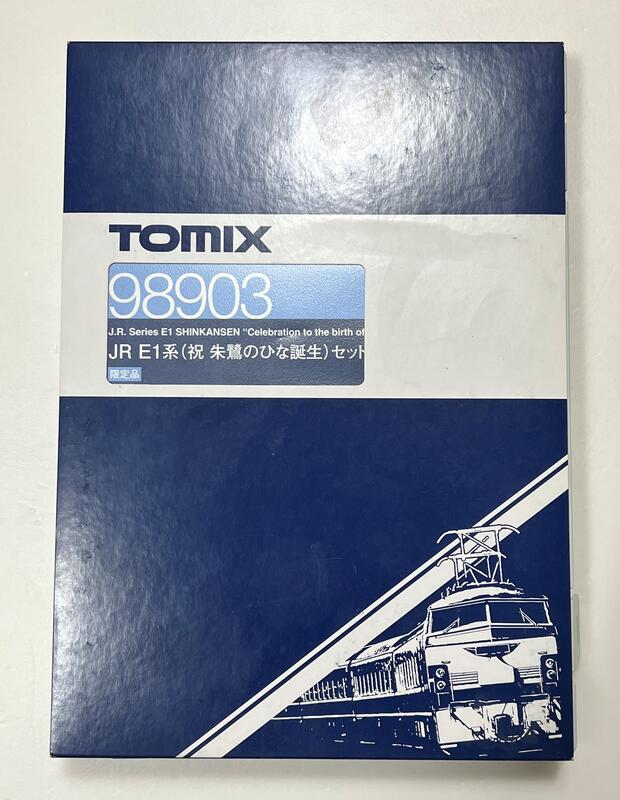 TOMIX
98903
J.R. Series E1 SHINKANSEN "Celebration to the birth of
JR E1系(祝 朱鷺のひな誕生)セット
限定品